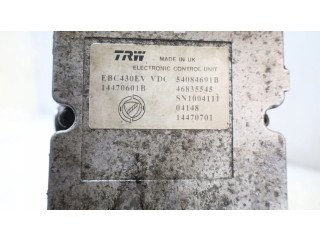 TRW
MADE IN UK
ELECTRONIC CONTROL UNIT
EBC430EV VDC 54084691B
14470601B 46835545
SN1004111
04148
14470701